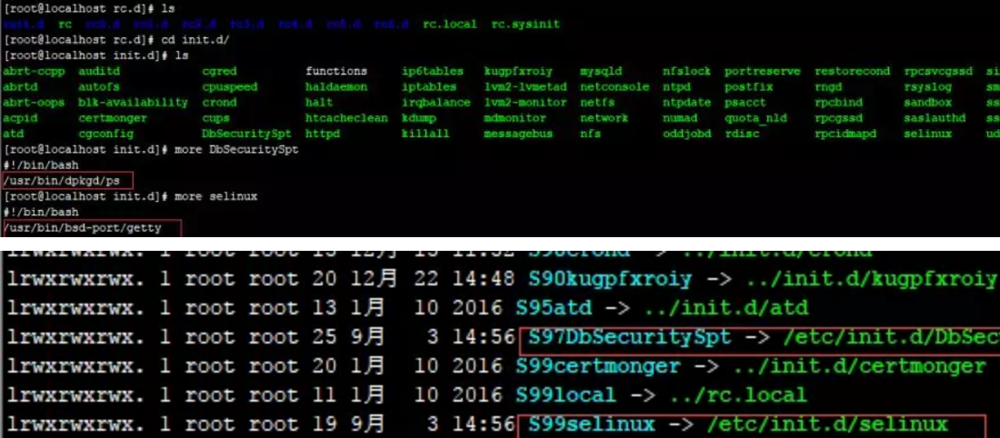 [root@localhost rc.d]# ls
rc rc.local rc.sysinit
[root@localhost rc.d]# cd init.d/
[root@localhost init.d]# ls
abrt-ccpp auditd cgred functions ip6tables kugpfxroiy mysqld nfslock portreserve restorecond rpcsvcgssd si
abrtd autofs cpuspeed haldaemon iptables lvm2-lvmetad netconsole ntpd postfix rngd rsyslog sm
abrt-oops blk-availability crond halt irqbalance lvm2-monitor netfs ntpdate psacct rpcbind sandbox ss
acpid certmonger cups htcacheclean kdump mdmonitor network numad quota_nld rpcgssd saslauthd ss
atd cgconfig DbSecuritySpt httpd killall messagebus nfs oddjobd rdisc rpcidmapd selinux ud
[root@localhost init.d]# more DbSecuritySpt
#!/bin/bash
/usr/bin/dpkgd/ps
[root@localhost init.d]# more selinux
#!/bin/bash
/usr/bin/bsd-port/getty
lrwxrwxrwx. 1 root root 20 12月 22 14:48 S90kugpfxroiy -> ../init.d/kugpfxroiy
lrwxrwxrwx. 1 root root 13 1月 10 2016 S95atd -> ../init.d/atd
lrwxrwxrwx. 1 root root 25 9月 3 14:56 S97DbSecuritySpt -> /etc/init.d/DbSec
lrwxrwxrwx. 1 root root 20 1月 10 2016 S99certmonger -> ../init.d/certmonger
lrwxrwxrwx. 1 root root 11 1月 10 2016 S99local -> ../rc.local
lrwxrwxrwx. 1 root root 19 9月 3 14:56 S99selinux -> /etc/init.d/selinux